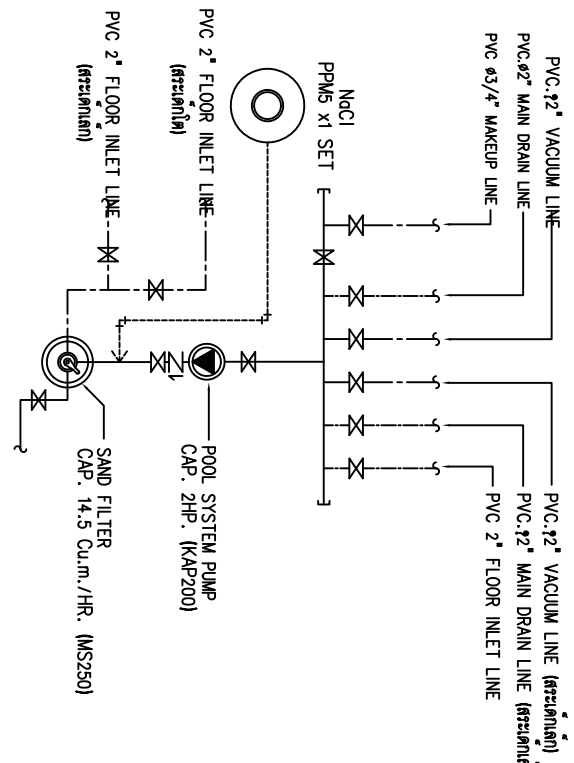 PVC.ø2" VACUUM LINE
PVC.ø2" MAIN DRAIN LINE
PVC ø3/4" MAKEUP LINE
PVC.ø2" VACUUM LINE (สระเด็กเล็ก)
PVC.ø2" MAIN DRAIN LINE
PVC 2" FLOOR INLET LINE
NaCl
PPM5 x1 SET
PVC 2" FLOOR INLET LINE
(สระเด็กโต)
PVC 2" FLOOR INLET LINE
(สระเด็กเล็ก)
POOL SYSTEM PUMP
CAP. 2HP. (KAP200)
SAND FILTER
CAP. 14.5 Cu.m./HR. (MS250)